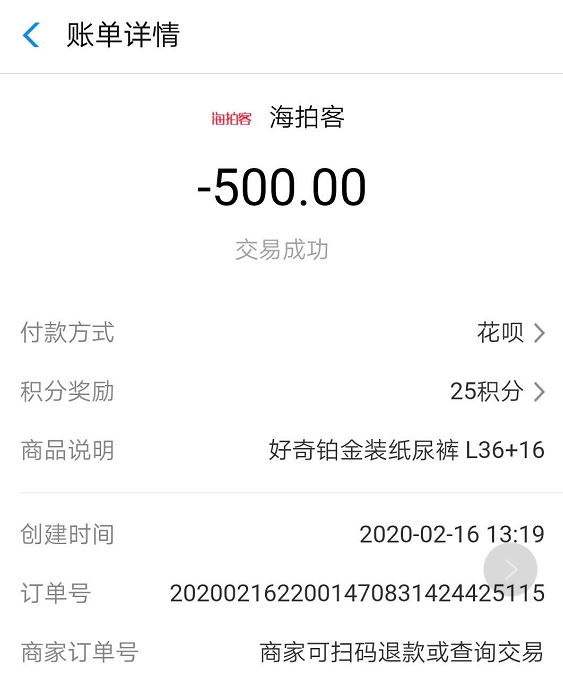 账单详情
海拍客 海拍客
-500.00
交易成功
付款方式 花呗
积分奖励 25积分
商品说明 好奇铂金装纸尿裤 L36+16
创建时间 2020-02-16 13:19
订单号 2020021622001470831424425115
商家订单号 商家可扫码退款或查询交易